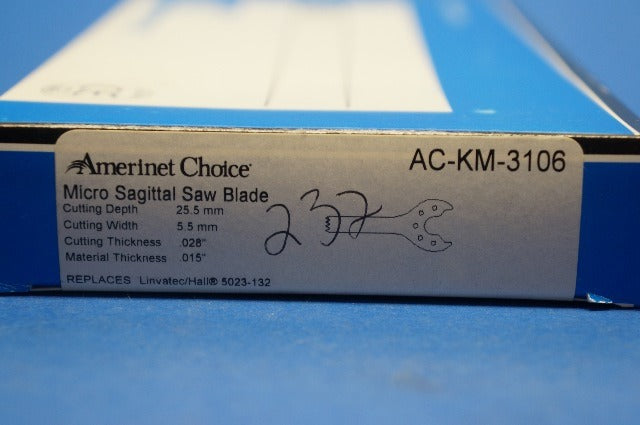 Amerinet Choice
AC-KM-3106
Micro Sagittal Saw Blade
Cutting Depth 25.5 mm
Cutting Width 5.5 mm
Cutting Thickness .028"
Material Thickness .015"
232
REPLACES Linvatec/Hall® 5023-132